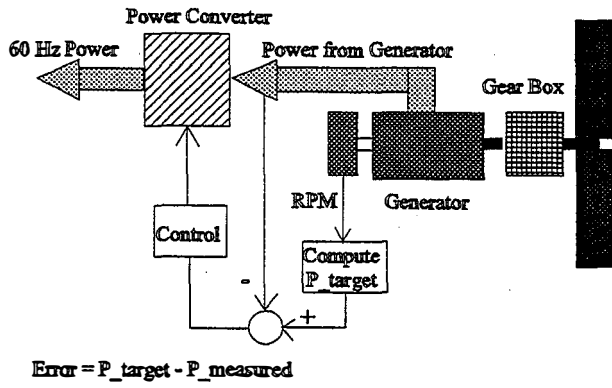 Power Converter
60 Hz Power
Power from Generator
Gear Box
RPM
Generator
Control
Compute
P_target
-
+
Error = P_target - P_measured